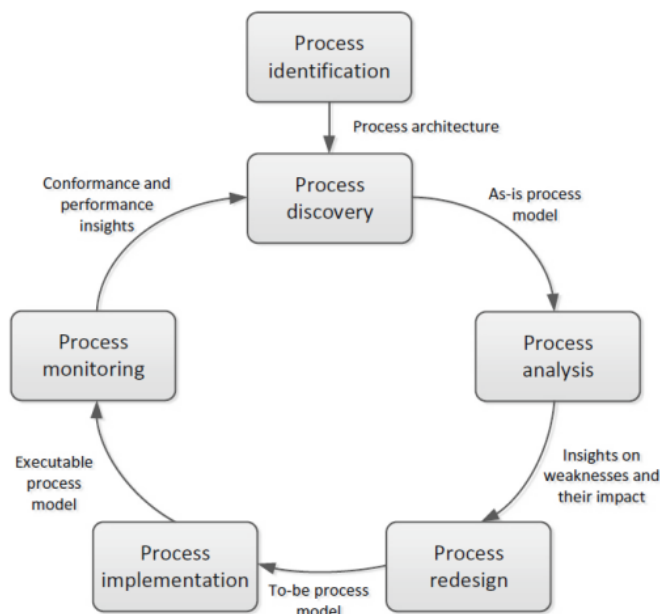 Process
identification
Process architecture
Process
discovery
Conformance and
performance
insights
As-is process
model
Process
monitoring
Process
analysis
Executable
process
model
Insights on
weaknesses and
their impact
Process
implementation
To-be process
model
Process
redesign